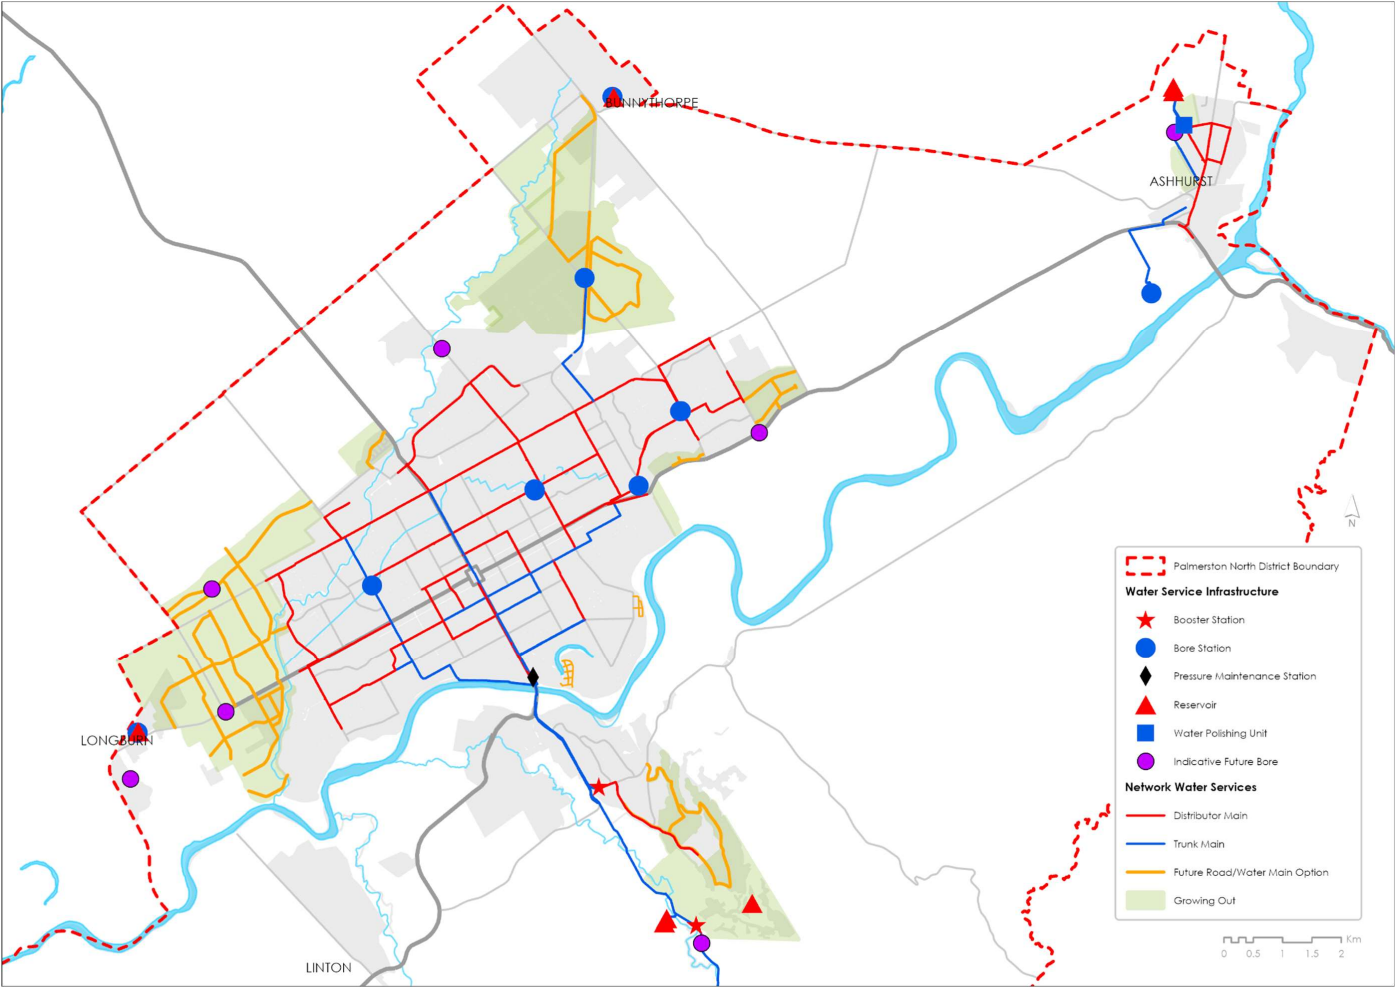 BUNNYTHORPE
ASHHURST
N
Palmerston North District Boundary
Water Service Infrastructure
Booster Station
Bore Station
Pressure Maintenance Station
Reservoir
LONGBURN
Water Polishing Unit
Indicative Future Bore
Network Water Services
Distributor Main
Trunk Main
Future Road/Water Main Option
Growing Out
Km
0 0.5 1 1.5 2
LINTON